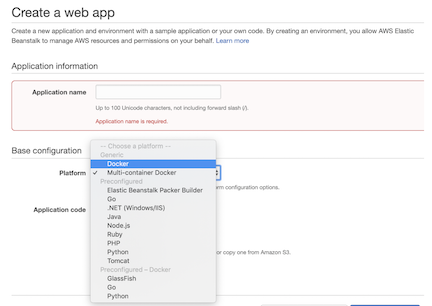 Create a web app
Create a new application and environment with a sample application or your own code. By creating an environment, you allow AWS Elastic
Beanstalk to manage AWS resources and permissions on your behalf. Learn more
Application information
Application name
Up to 100 Unicode characters, not including forward slash (/).
Application name is required.
Base configuration
-- Choose a platform --
Generic
Docker
Platform ✓ Multi-container Docker
Preconfigured
Elastic Beanstalk Packer Builder
form configuration options.
Go
.NET (Windows/IIS)
Application code
Java
Node.js
Ruby
PHP
Python
or copy one from Amazon S3.
Tomcat
Preconfigured – Docker
GlassFish
Go
Python